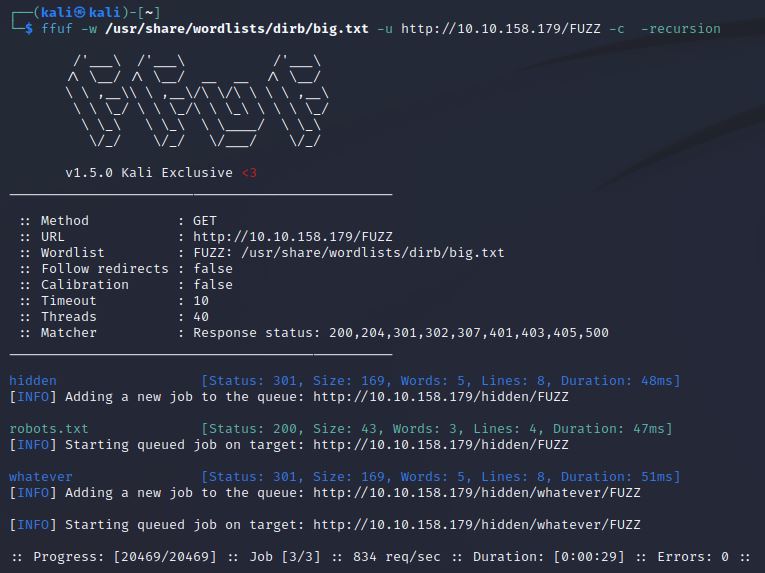 ┌──(kali㉿kali)-[~]
└─$ ffuf -w /usr/share/wordlists/dirb/big.txt -u http://10.10.158.179/FUZZ -c  -recursion
v1.5.0 Kali Exclusive <3
:: Method           : GET
:: URL              : http://10.10.158.179/FUZZ
:: Wordlist         : FUZZ: /usr/share/wordlists/dirb/big.txt
:: Follow redirects : false
:: Calibration      : false
:: Timeout          : 10
:: Threads          : 40
:: Matcher          : Response status: 200,204,301,302,307,401,403,405,500
hidden                  [Status: 301, Size: 169, Words: 5, Lines: 8, Duration: 48ms]
[INFO] Adding a new job to the queue: http://10.10.158.179/hidden/FUZZ
robots.txt              [Status: 200, Size: 43, Words: 3, Lines: 4, Duration: 47ms]
[INFO] Starting queued job on target: http://10.10.158.179/hidden/FUZZ
whatever                [Status: 301, Size: 169, Words: 5, Lines: 8, Duration: 51ms]
[INFO] Adding a new job to the queue: http://10.10.158.179/hidden/whatever/FUZZ
[INFO] Starting queued job on target: http://10.10.158.179/hidden/whatever/FUZZ
:: Progress: [20469/20469] :: Job [3/3] :: 834 req/sec :: Duration: [0:00:29] :: Errors: 0 ::